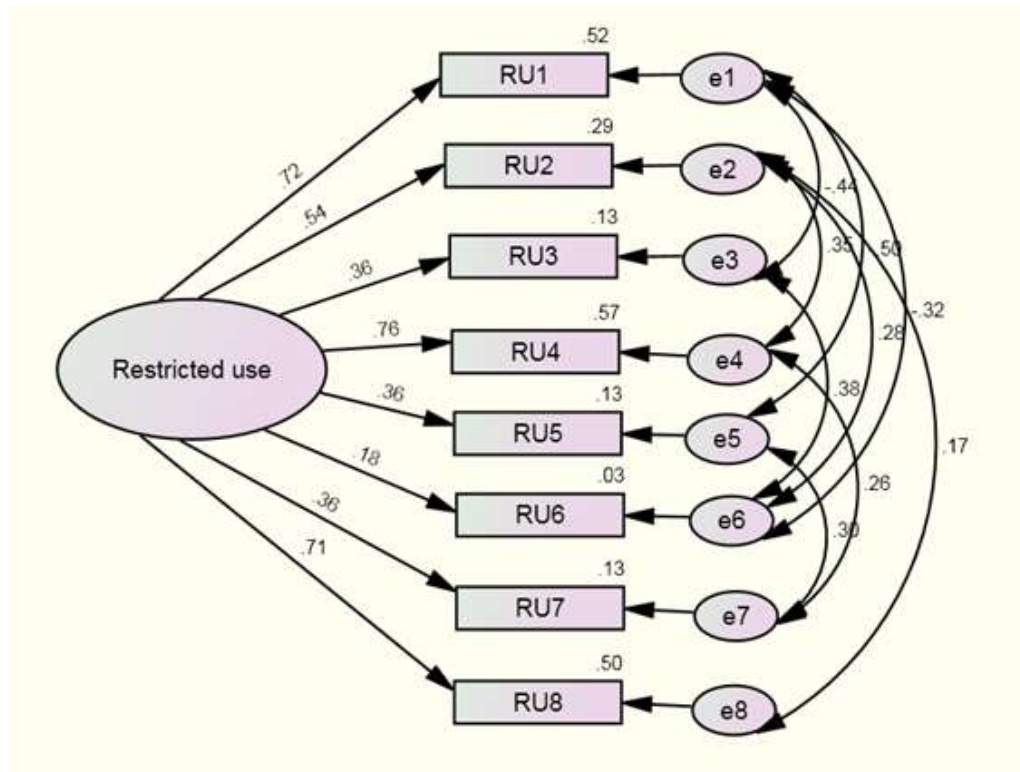 .52
RU1
e1
.29
RU2
e2
.72
-.44
.54
.13
RU3
e3
.35
.50
.36
.57
-.32
.76
RU4
e4
.28
Restricted use
.36
.13
RU5
e5
.38
.17
.18
.03
RU6
e6
.26
.36
.30
.71
.13
RU7
e7
.50
RU8
e8